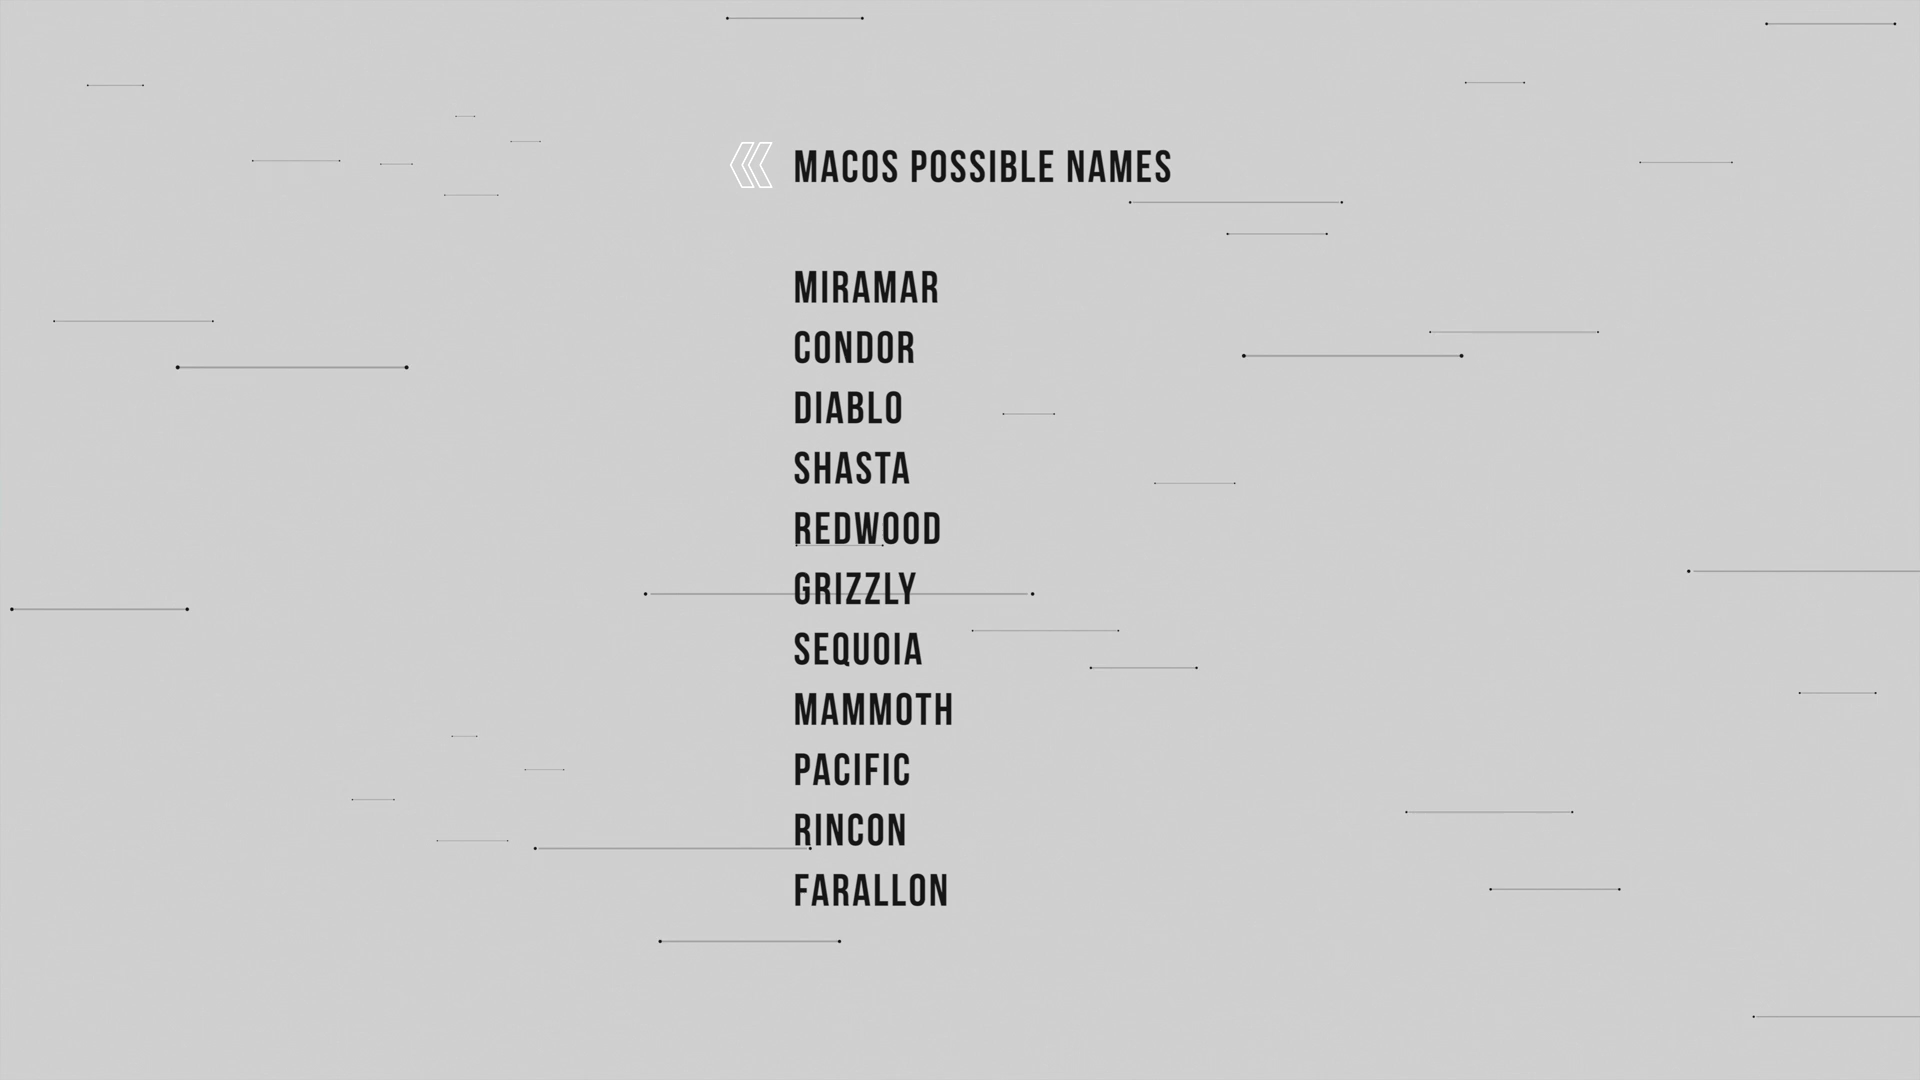 MACOS POSSIBLE NAMES
MIRAMAR
CONDOR
DIABLO
SHASTA
REDWOOD
GRIZZLY
SEQUOIA
MAMMOTH
PACIFIC
RINCON
FARALLON